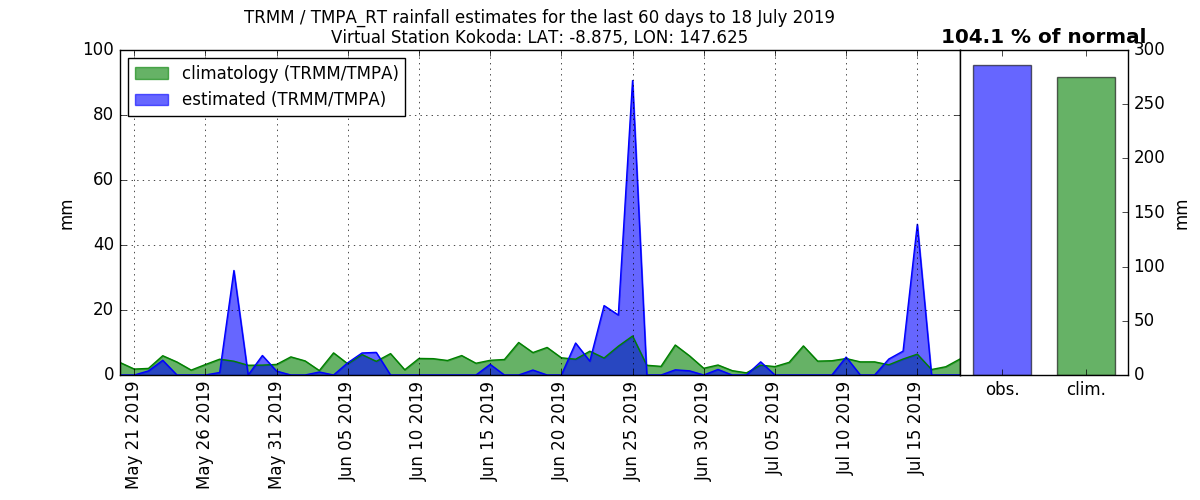 TRMM / TMPA_RT rainfall estimates for the last 60 days to 18 July 2019
Virtual Station Kokoda: LAT: -8.875, LON: 147.625
104.1 % of normal
climatology (TRMM/TMPA)
estimated (TRMM/TMPA)
100
80
60
40
20
0
mm
May 21 2019
May 26 2019
May 31 2019
Jun 05 2019
Jun 10 2019
Jun 15 2019
Jun 20 2019
Jun 25 2019
Jun 30 2019
Jul 05 2019
Jul 10 2019
Jul 15 2019
300
250
200
150
100
50
0
mm
obs.
clim.